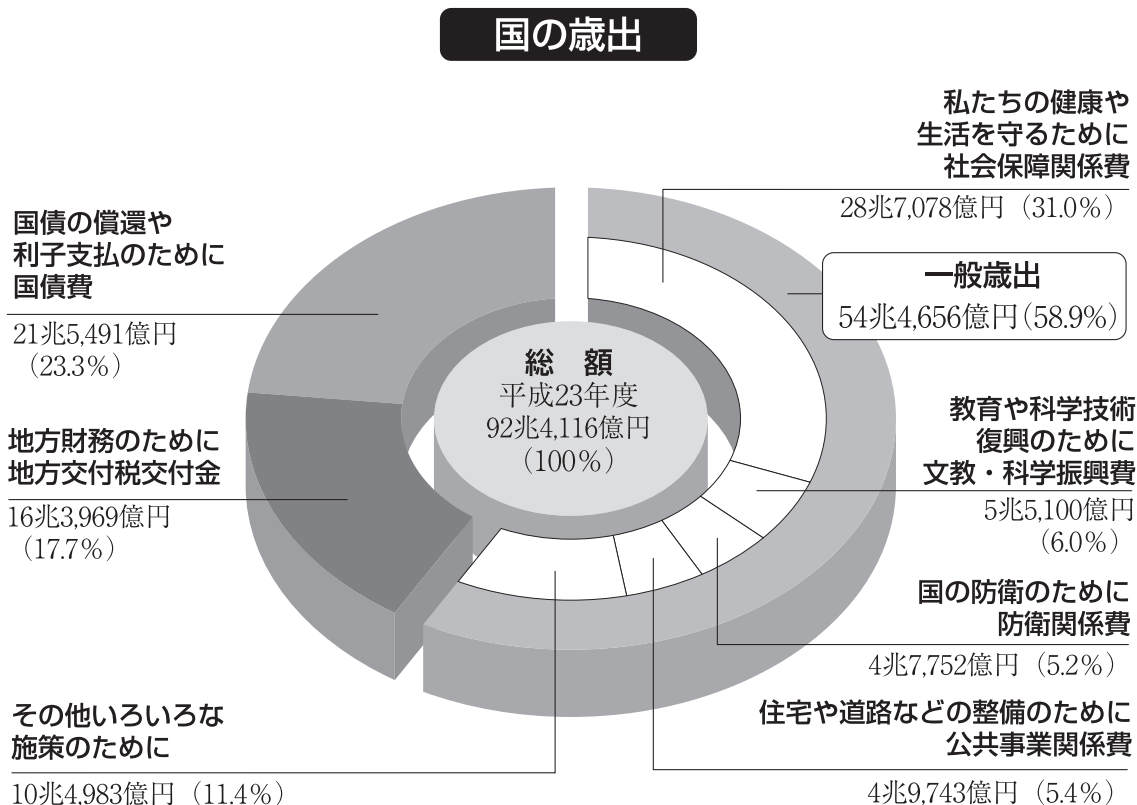 国の歳出
私たちの健康や
生活を守るために
社会保障関係費
28兆7,078億円（31.0％）
一般歳出
54兆4,656億円（58.9％）
教育や科学技術
復興のために
文教・科学振興費
5兆5,100億円
（6.0％）
国の防衛のために
防衛関係費
4兆7,752億円（5.2％）
住宅や道路などの整備のために
公共事業関係費
4兆9,743億円（5.4％）
その他いろいろな
施策のために
10兆4,983億円（11.4％）
地方財務のために
地方交付税交付金
16兆3,969億円
（17.7％）
国債の償還や
利子支払のために
国債費
21兆5,491億円
（23.3％）
総　額
平成23年度
92兆4,116億円
（100％）